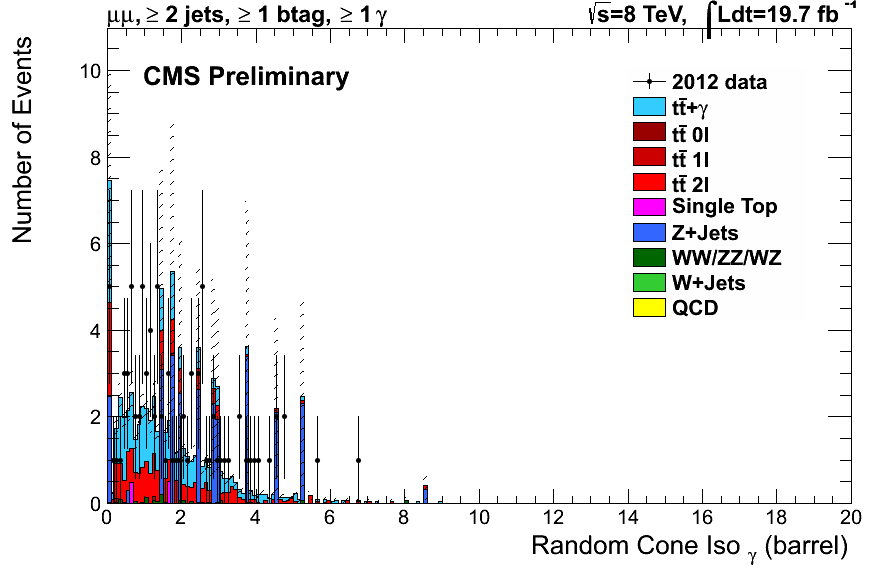 μμ, ≥ 2 jets, ≥ 1 btag, ≥ 1 γ
√s=8 TeV, ∫Ldt=19.7 fb⁻¹
CMS Preliminary
Number of Events
10
8
6
4
2
0
2012 data
tt̄+γ
tt̄ 0l
tt̄ 1l
tt̄ 2l
Single Top
Z+Jets
WW/ZZ/WZ
W+Jets
QCD
0 2 4 6 8 10 12 14 16 18 20
Random Cone Iso γ (barrel)